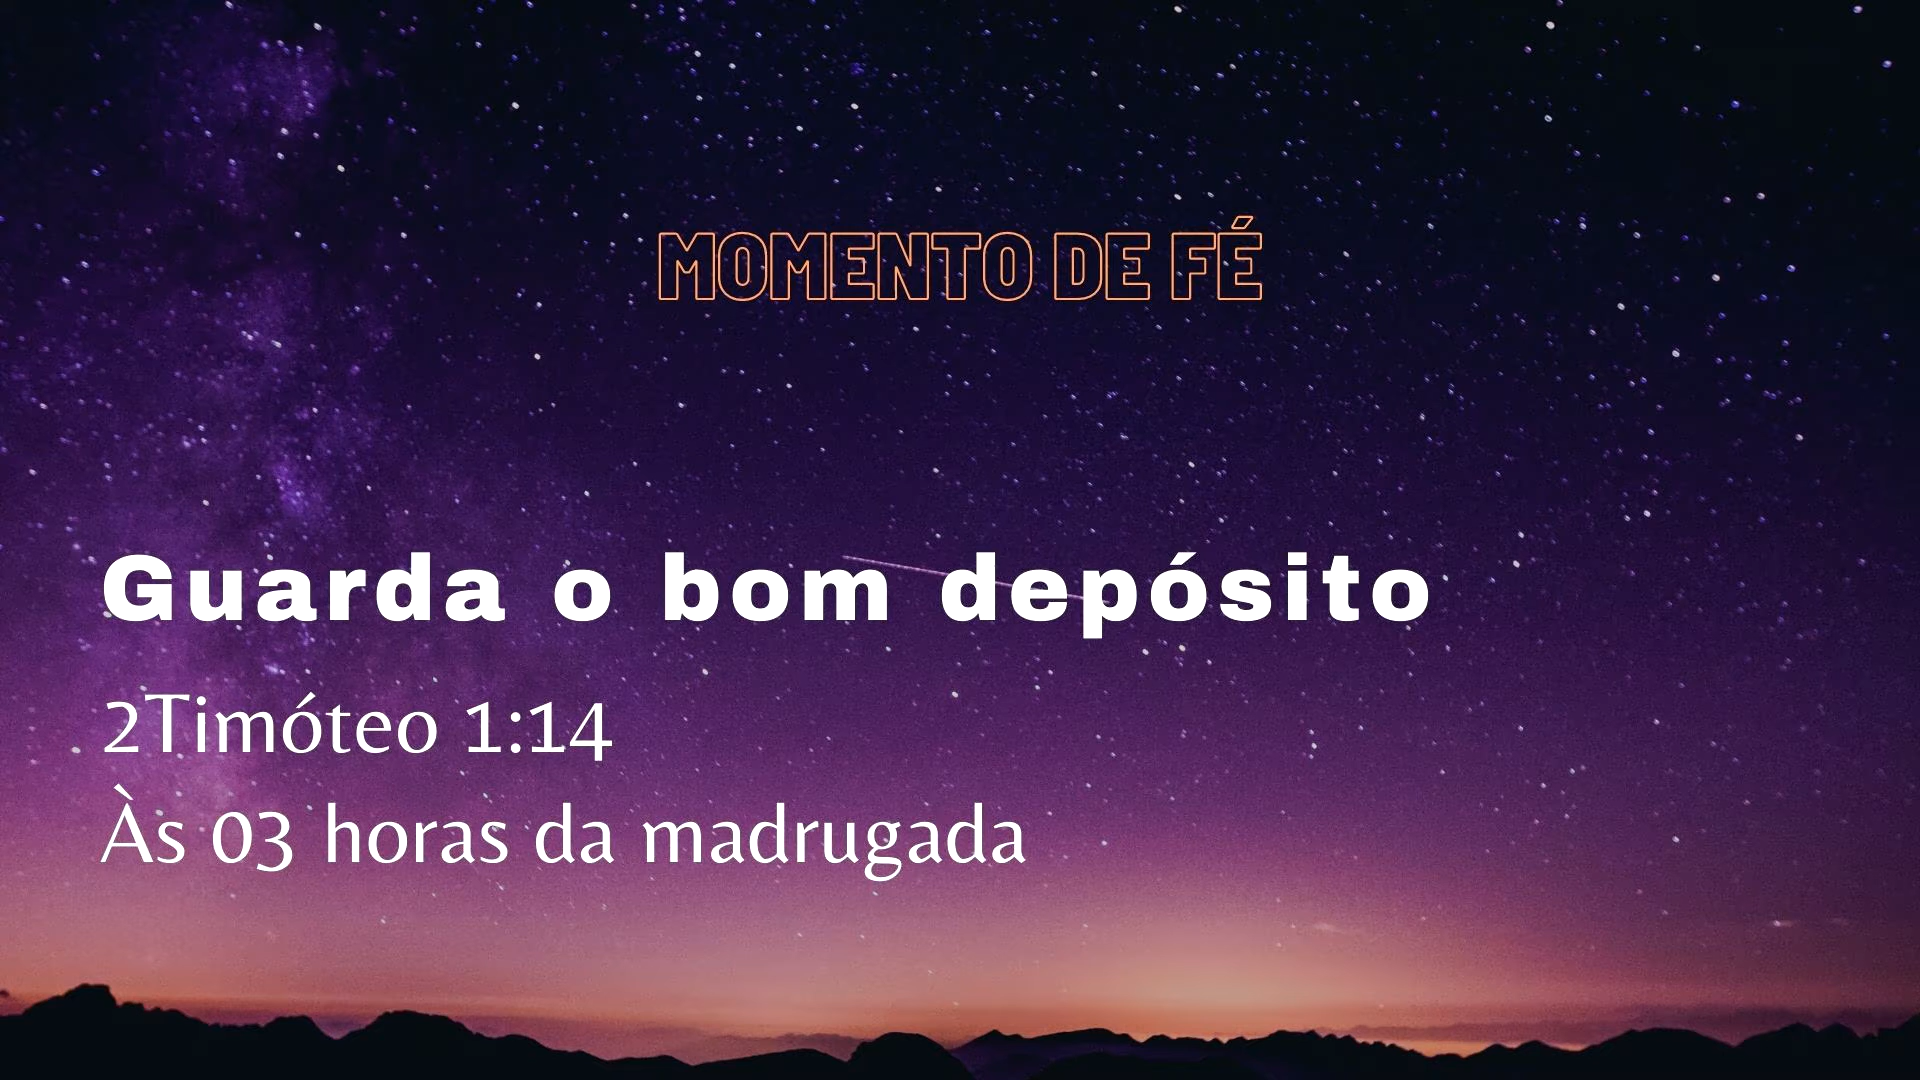 MOMENTO DE FÉ
Guarda o bom depósito
2Timóteo 1:14
Às 03 horas da madrugada